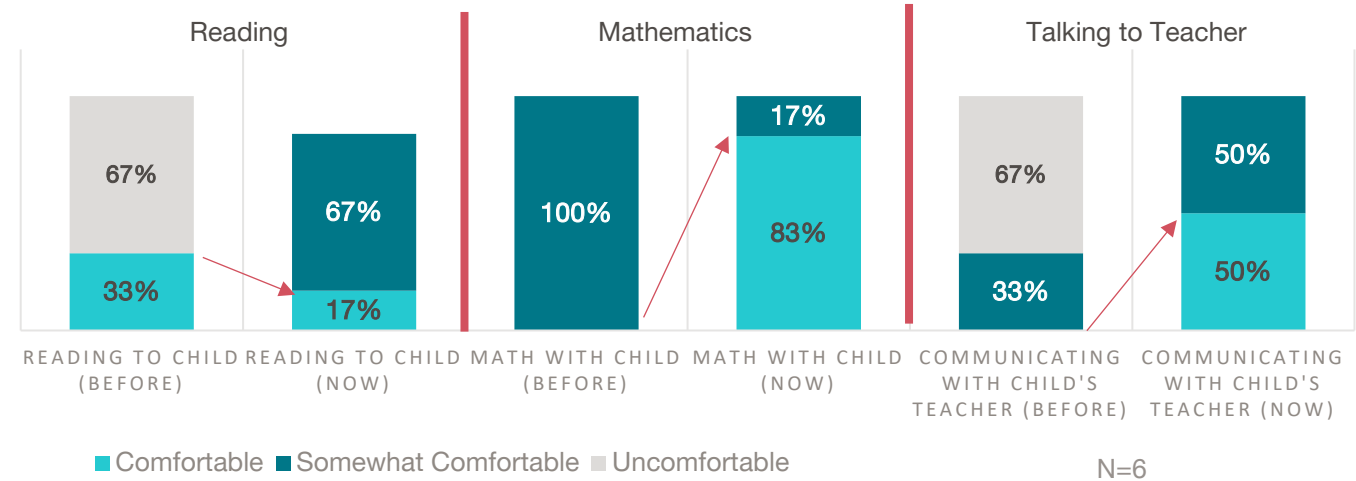 Reading
Mathematics
Talking to Teacher
67%
33%
67%
17%
100%
17%
83%
67%
33%
50%
50%
READING TO CHILD
(BEFORE)
READING TO CHILD
(NOW)
MATH WITH CHILD
(BEFORE)
MATH WITH CHILD
(NOW)
COMMUNICATING
WITH CHILD'S
TEACHER (BEFORE)
COMMUNICATING
WITH CHILD'S
TEACHER (NOW)
Comfortable
Somewhat Comfortable
Uncomfortable
N=6